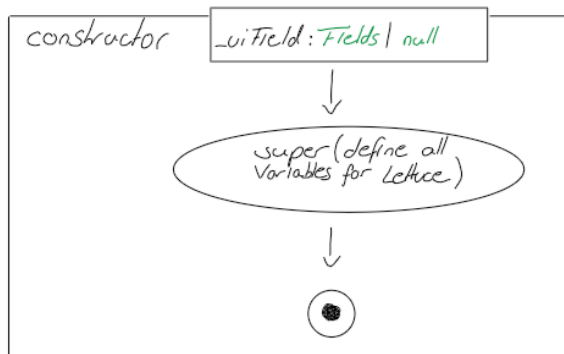 constructor
_uiField: Fields | null
super(define all
Variables for Lettuce)